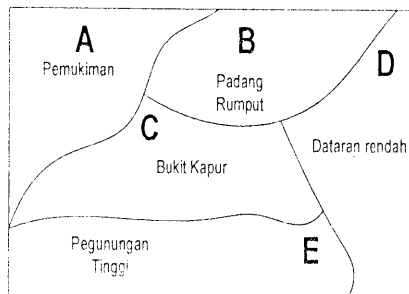 A
Pemukiman
B
Padang
Rumput
D
Dataran rendah
C
Bukit Kapur
E
Pegunungan
Tinggi